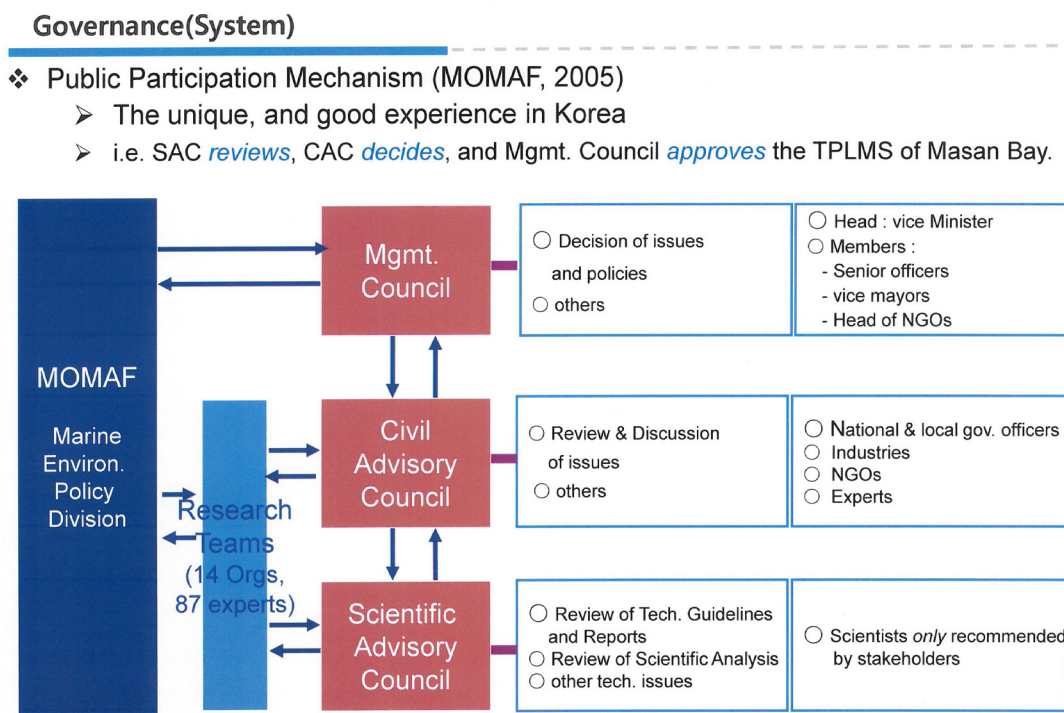 Governance(System)
❖ Public Participation Mechanism (MOMAF, 2005)
➢ The unique, and good experience in Korea
➢ i.e. SAC reviews, CAC decides, and Mgmt. Council approves the TPLMS of Masan Bay.
MOMAF
Marine
Environ.
Policy
Division
Research
Teams
(14 Orgs,
87 experts)
Mgmt.
Council
○ Decision of issues
and policies
○ others
○ Head : vice Minister
○ Members :
- Senior officers
- vice mayors
- Head of NGOs
Civil
Advisory
Council
○ Review & Discussion
of issues
○ others
○ National & local gov. officers
○ Industries
○ NGOs
○ Experts
Scientific
Advisory
Council
○ Review of Tech. Guidelines
and Reports
○ Review of Scientific Analysis
○ other tech. issues
○ Scientists only recommended
by stakeholders